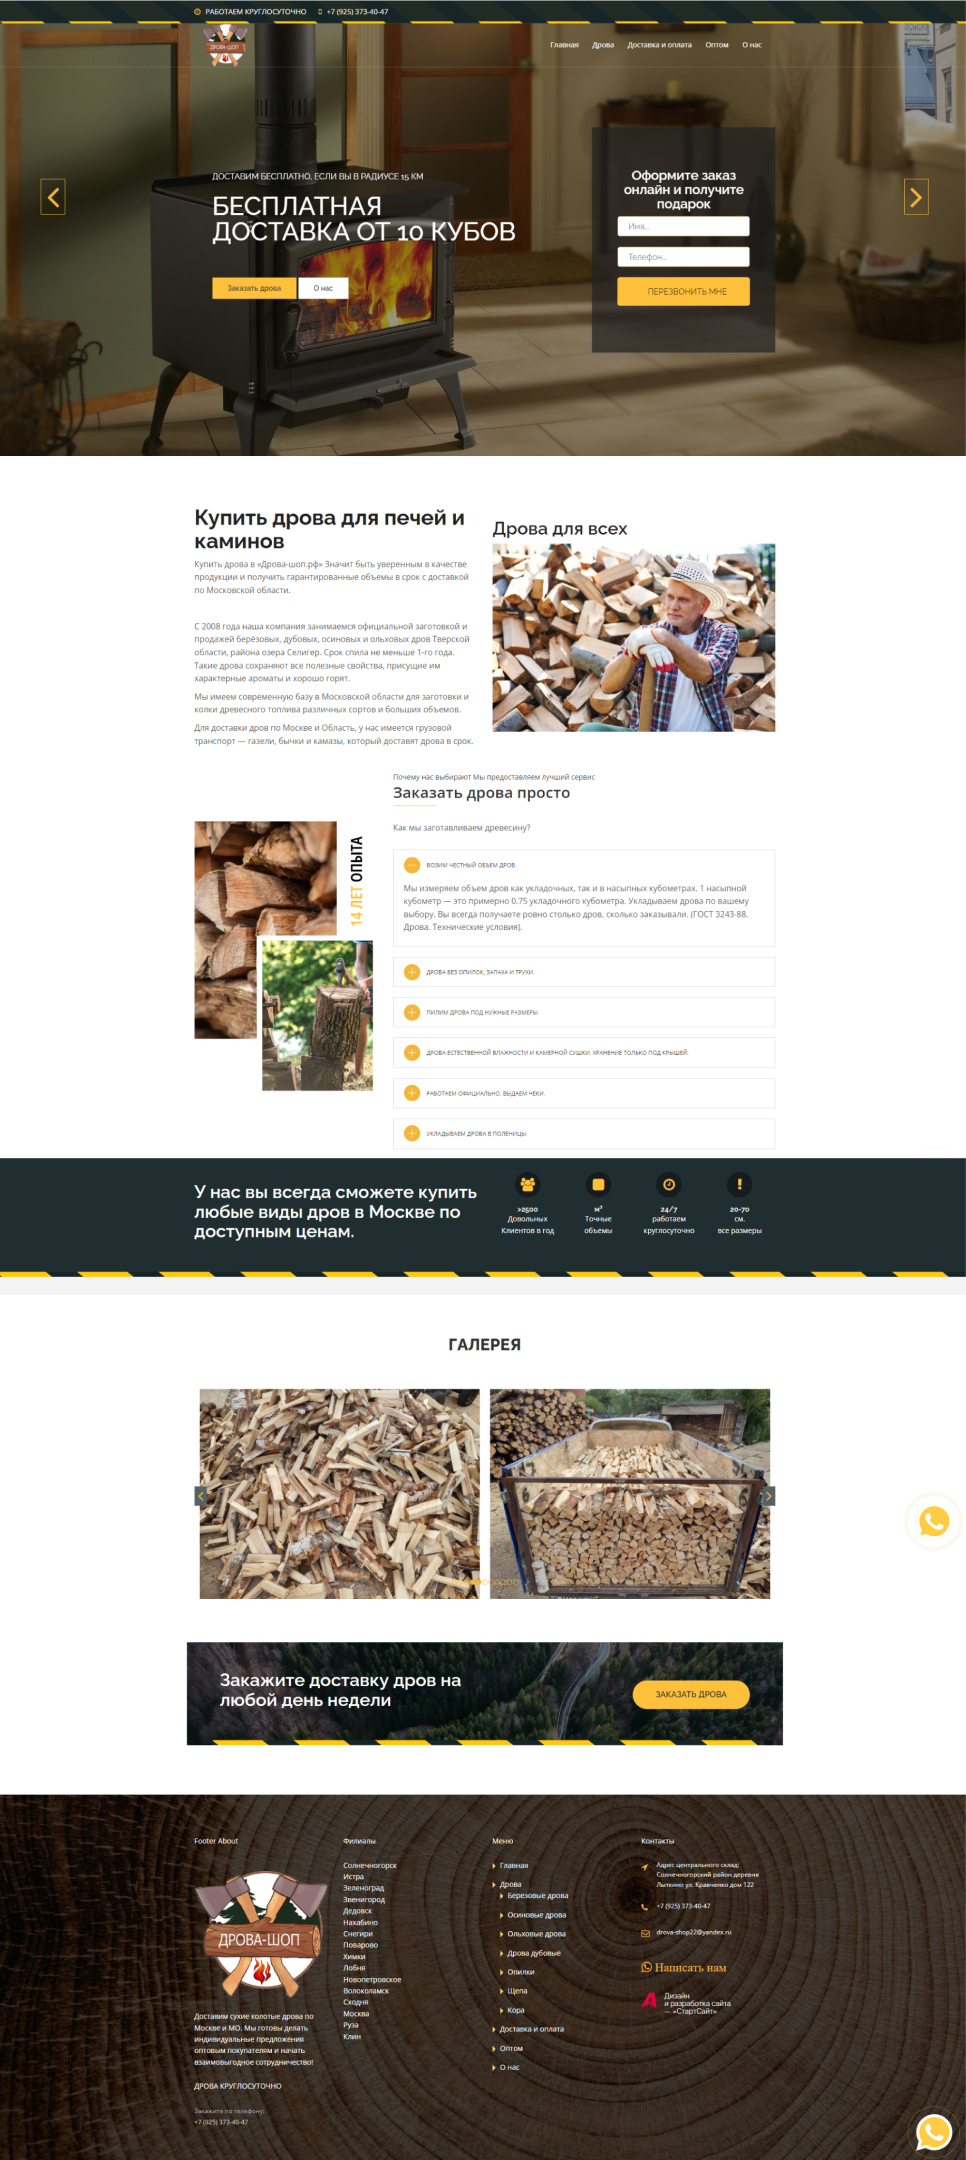 РАБОТАЕМ КРУГЛОСУТОЧНО +7 (925) 373-40-47
ДРОВА-ШОП
Главная Дрова Доставка и оплата Оптом О нас
ДОСТАВИМ БЕСПЛАТНО, ЕСЛИ ВЫ В РАДИУСЕ 15 КМ
БЕСПЛАТНАЯ
ДОСТАВКА ОТ 10 КУБОВ
Заказать дрова О нас
Оформите заказ
онлайн и получите
подарок
Имя...
Телефон...
ПЕРЕЗВОНИТЬ МНЕ
Купить дрова для печей и
каминов
Купить дрова в «Дрова-шоп.рф» Значит быть уверенным в качестве
продукции и получить гарантированные объемы в срок с доставкой
по Московской области.
С 2008 года наша компания занимаемся официальной заготовкой и
продажей берёзовых, дубовых, осиновых и ольховых дров Тверской
области, района озера Селигер. Срок спила не меньше 1-го года.
Такие дрова сохраняют все полезные свойства, присущие им
характерные ароматы и хорошо горят.
Мы имеем современную базу в Московской области для заготовки и
колки древесного топлива различных сортов и больших объемов.
Для доставки дров по Москве и Область, у нас имеется грузовой
транспорт — газели, бычки и камазы, который доставят дрова в срок.
Дрова для всех
14 ЛЕТ ОПЫТА
Почему нас выбирают Мы предоставляем лучший сервис
Заказать дрова просто
Как мы заготавливаем древесину?
ВОЗИМ ЧЕСТНЫЙ ОБЪЕМ ДРОВ.
Мы измеряем объем дров как укладочных, так и в насыпных кубометрах. 1 насыпной
кубометр — это примерно 0.75 укладочного кубометра. Укладываем дрова по вашему
выбору. Вы всегда получаете ровно столько дров, сколько заказывали. (ГОСТ 3243-88.
Дрова. Технические условия).
ДРОВА БЕЗ ОПИЛОК, ЗАПАХА И ТРУХИ.
ПИЛИМ ДРОВА ПОД НУЖНЫЕ РАЗМЕРЫ.
ДРОВА ЕСТЕСТВЕННОЙ ВЛАЖНОСТИ И КАМЕРНОЙ СУШКИ. ХРАНЕНИЕ ТОЛЬКО ПОД КРЫШЕЙ.
РАБОТАЕМ ОФИЦИАЛЬНО. ВЫДАЕМ ЧЕКИ.
УКЛАДЫВАЕМ ДРОВА В ПОЛЕНИЦЫ.
У нас вы всегда сможете купить
любые виды дров в Москве по
доступным ценам.
>2500
Довольных
Клиентов в год
м³
Точные
объемы
24/7
работаем
круглосуточно
20-70
см.
все размеры
ГАЛЕРЕЯ
Закажите доставку дров на
любой день недели
ЗАКАЗАТЬ ДРОВА
Footer About
ДРОВА-ШОП
Доставим сухие колотые дрова по
Москве и МО. Мы готовы делать
индивидуальные предложения
оптовым покупателям и начать
взаимовыгодное сотрудничество!
ДРОВА КРУГЛОСУТОЧНО
Закажите по телефону:
+7 (925) 373-40-47
Филиалы
Солнечногорск
Истра
Зеленоград
Звенигород
Дедовск
Нахабино
Снегири
Поварово
Химки
Лобня
Новопетровское
Волоколамск
Сходня
Москва
Руза
Клин
Меню
Главная
Дрова
Березовые дрова
Осиновые дрова
Ольховые дрова
Дрова дубовые
Опилки
Щепа
Кора
Доставка и оплата
Оптом
О нас
Контакты
Адрес центрального склад:
Солнечногорский район деревня
Лыткино ул. Кравченко дом 122
+7 (925) 373-40-47
drova-shop22@yandex.ru
Написать нам
Дизайн
и разработка сайта
— «СтартСайт»